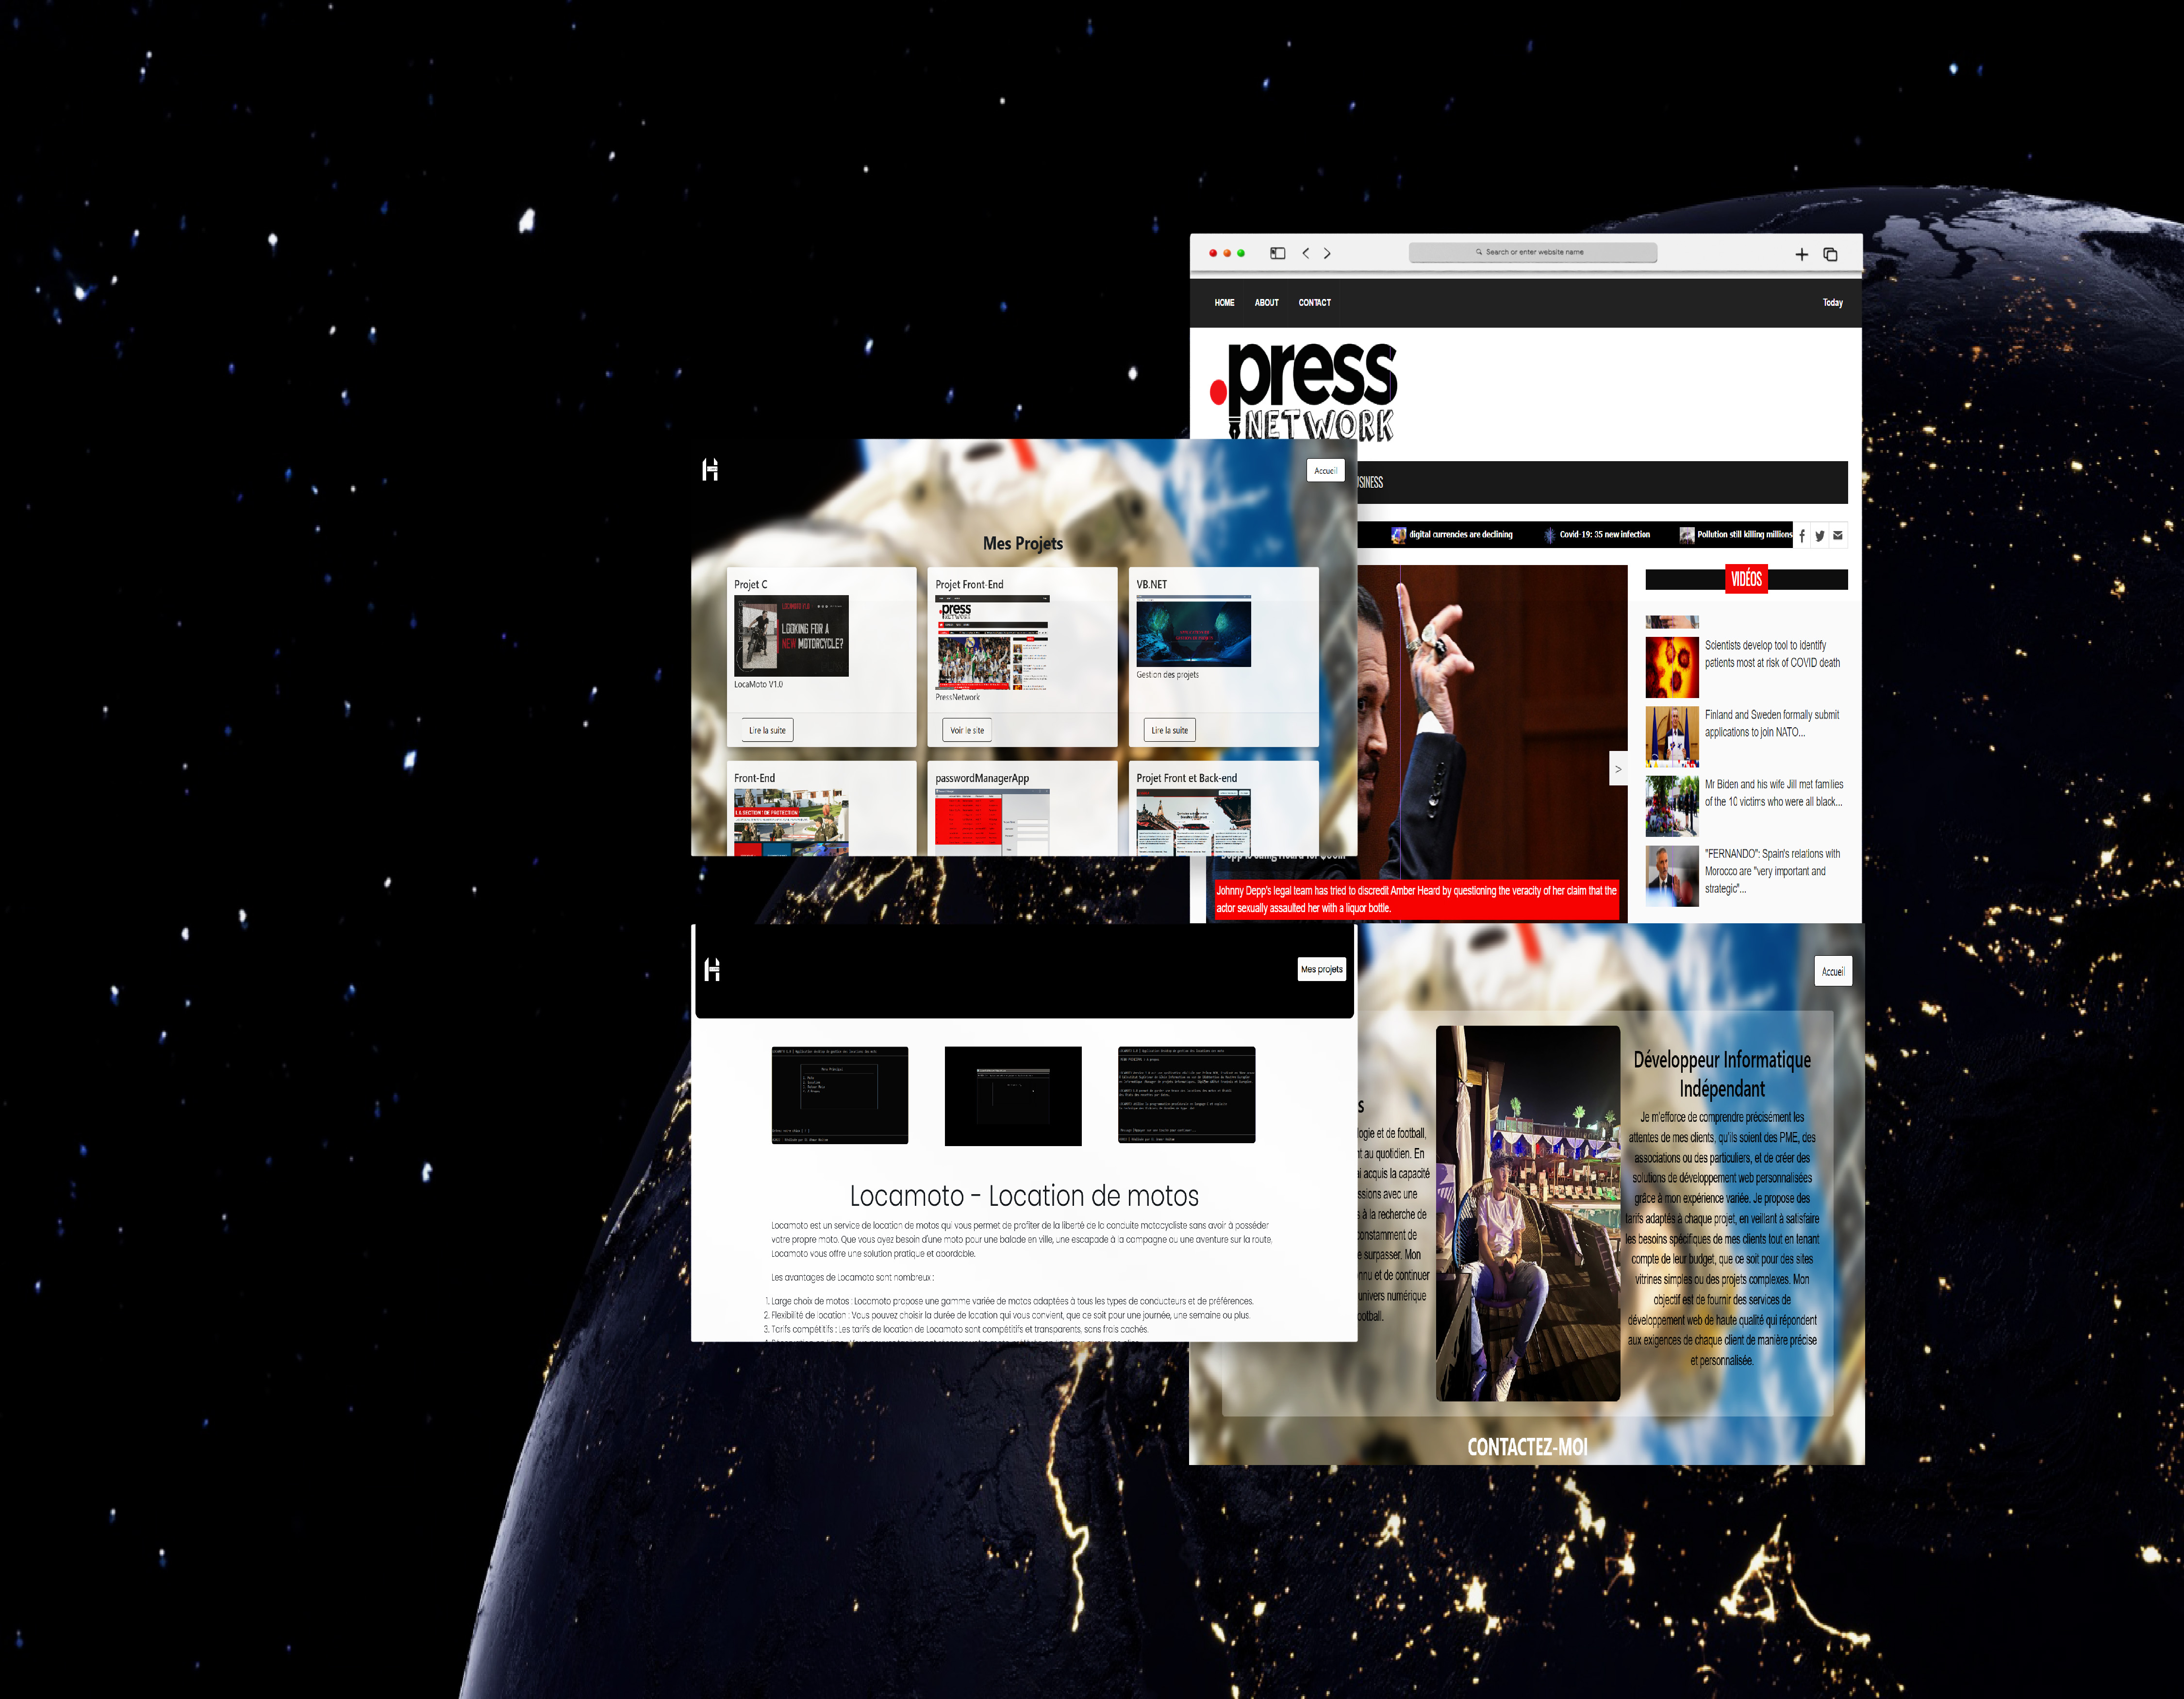 Search or enter website name
HOME
ABOUT
CONTACT
Today
.press
NETWORK
digital currencies are declining
Covid-19: 35 new infection
Pollution still killing millions
VIDÉOS
Scientists develop tool to identify
patients most at risk of COVID death
Finland and Sweden formally submit
applications to join NATO...
Mr Biden and his wife Jill met families
of the 10 victims who were all black...
"FERNANDO": Spain's relations with
Morocco are "very important and
strategic"...
>
Johnny Depp's legal team has tried to discredit Amber Heard by questioning the veracity of her claim that the
actor sexually assaulted her with a liquor bottle.
Accueil
Mes Projets
Projet C
LOOKING FOR A
NEW MOTORCYCLE?
LocaMoto V1.0
Lire la suite
Projet Front-End
.press
NETWORK
PressNetwork
Voir le site
VB.NET
Gestion des projets
Lire la suite
Front-End
passwordManagerApp
Projet Front et Back-end
Mes projets
Locamoto - Location de motos
Locamoto est un service de location de motos qui vous permet de profiter de la liberté de la conduite motocycliste sans avoir à posséder
votre propre moto. Que vous ayez besoin d'une moto pour une balade en ville, une escapade à la campagne ou une aventure sur la route,
Locamoto vous offre une solution pratique et abordable.
Les avantages de Locamoto sont nombreux :
1. Large choix de motos : Locamoto propose une gamme variée de motos adaptées à tous les types de conducteurs et de préférences.
2. Flexibilité de location : Vous pouvez choisir la durée de location qui vous convient, que ce soit pour une journée, une semaine ou plus.
3. Tarifs compétitifs : Les tarifs de location de Locamoto sont compétitifs et transparents, sans frais cachés.
Accueil
logie et de football,
nt au quotidien. En
ai acquis la capacité
ssions avec une
s à la recherche de
constamment de
e surpasser. Mon
nnu et de continuer
univers numérique
ootball.
Développeur Informatique
Indépendant
Je m'efforce de comprendre précisément les
attentes de mes clients, qu'ils soient des PME, des
associations ou des particuliers, et de créer des
solutions de développement web personnalisées
grâce à mon expérience variée. Je propose des
tarifs adaptés à chaque projet, en veillant à satisfaire
les besoins spécifiques de mes clients tout en tenant
compte de leur budget, que ce soit pour des sites
vitrines simples ou des projets complexes. Mon
objectif est de fournir des services de
développement web de haute qualité qui répondent
aux exigences de chaque client de manière précise
et personnalisée.
CONTACTEZ-MOI